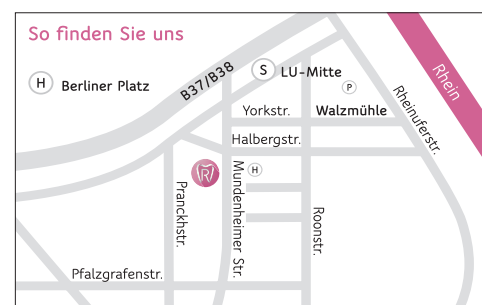 So finden Sie uns
H Berliner Platz
B37/B38
S LU-Mitte
Rhein
P
Yorkstr.
Walzmühle
Rheinuferstr.
Halbergstr.
R
H
Pranckhstr.
Mundenheimer Str.
Roonstr.
Pfalzgrafenstr.